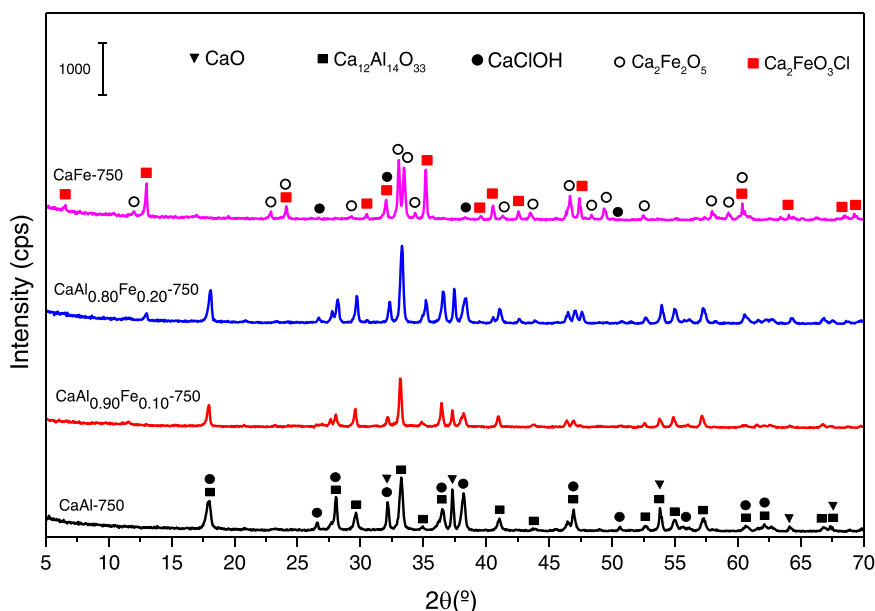 1000
CaO
Ca12Al14O33
CaClOH
Ca2Fe2O5
Ca2FeO3Cl
CaFe-750
CaAl0.80Fe0.20-750
CaAl0.90Fe0.10-750
CaAl-750
Intensity (cps)
5 10 15 20 25 30 35 40 45 50 55 60 65 70
2θ(º)